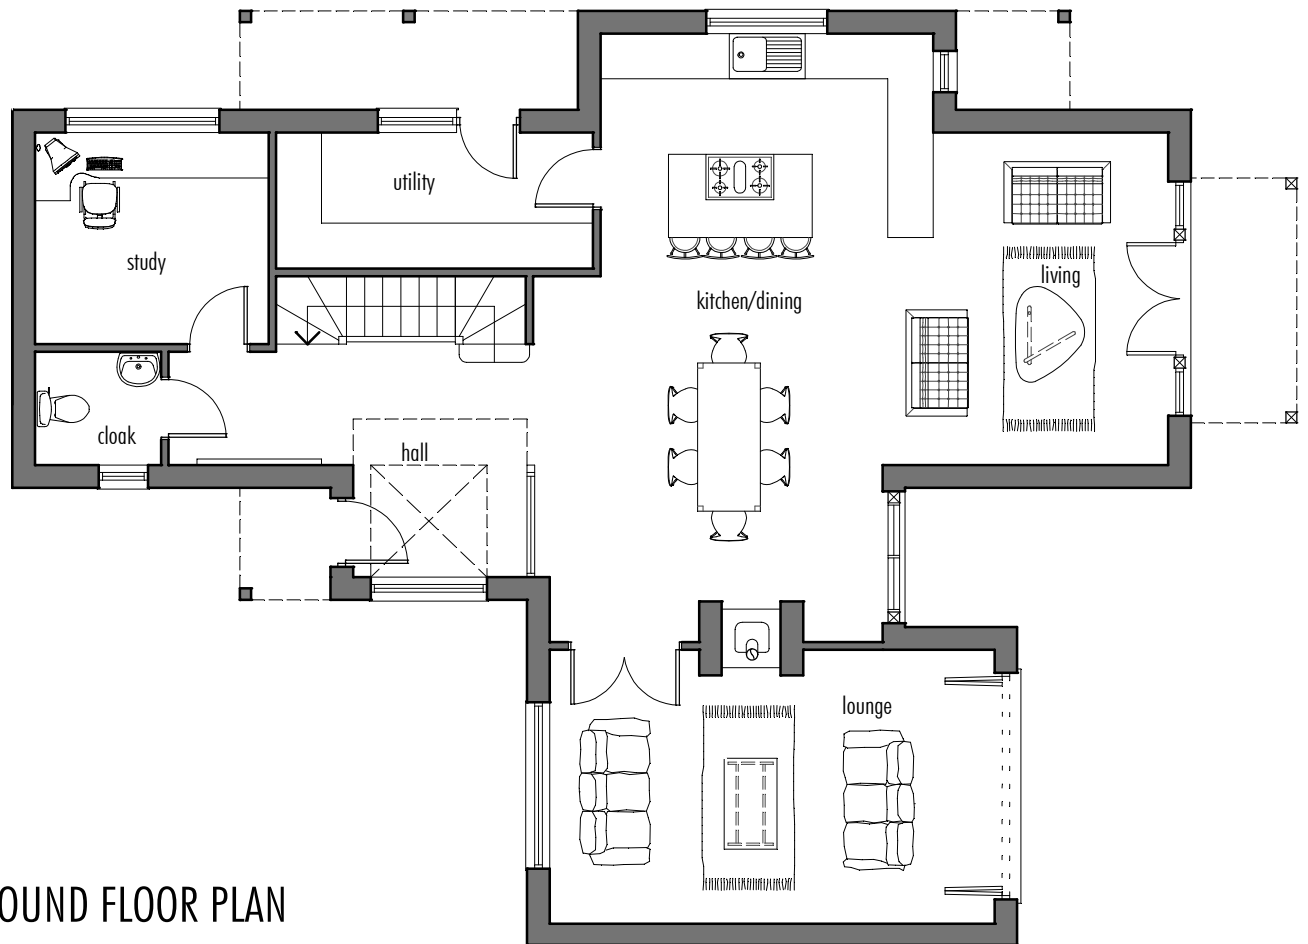 utility
study
living
kitchen/dining
cloak
hall
lounge
OUND FLOOR PLAN